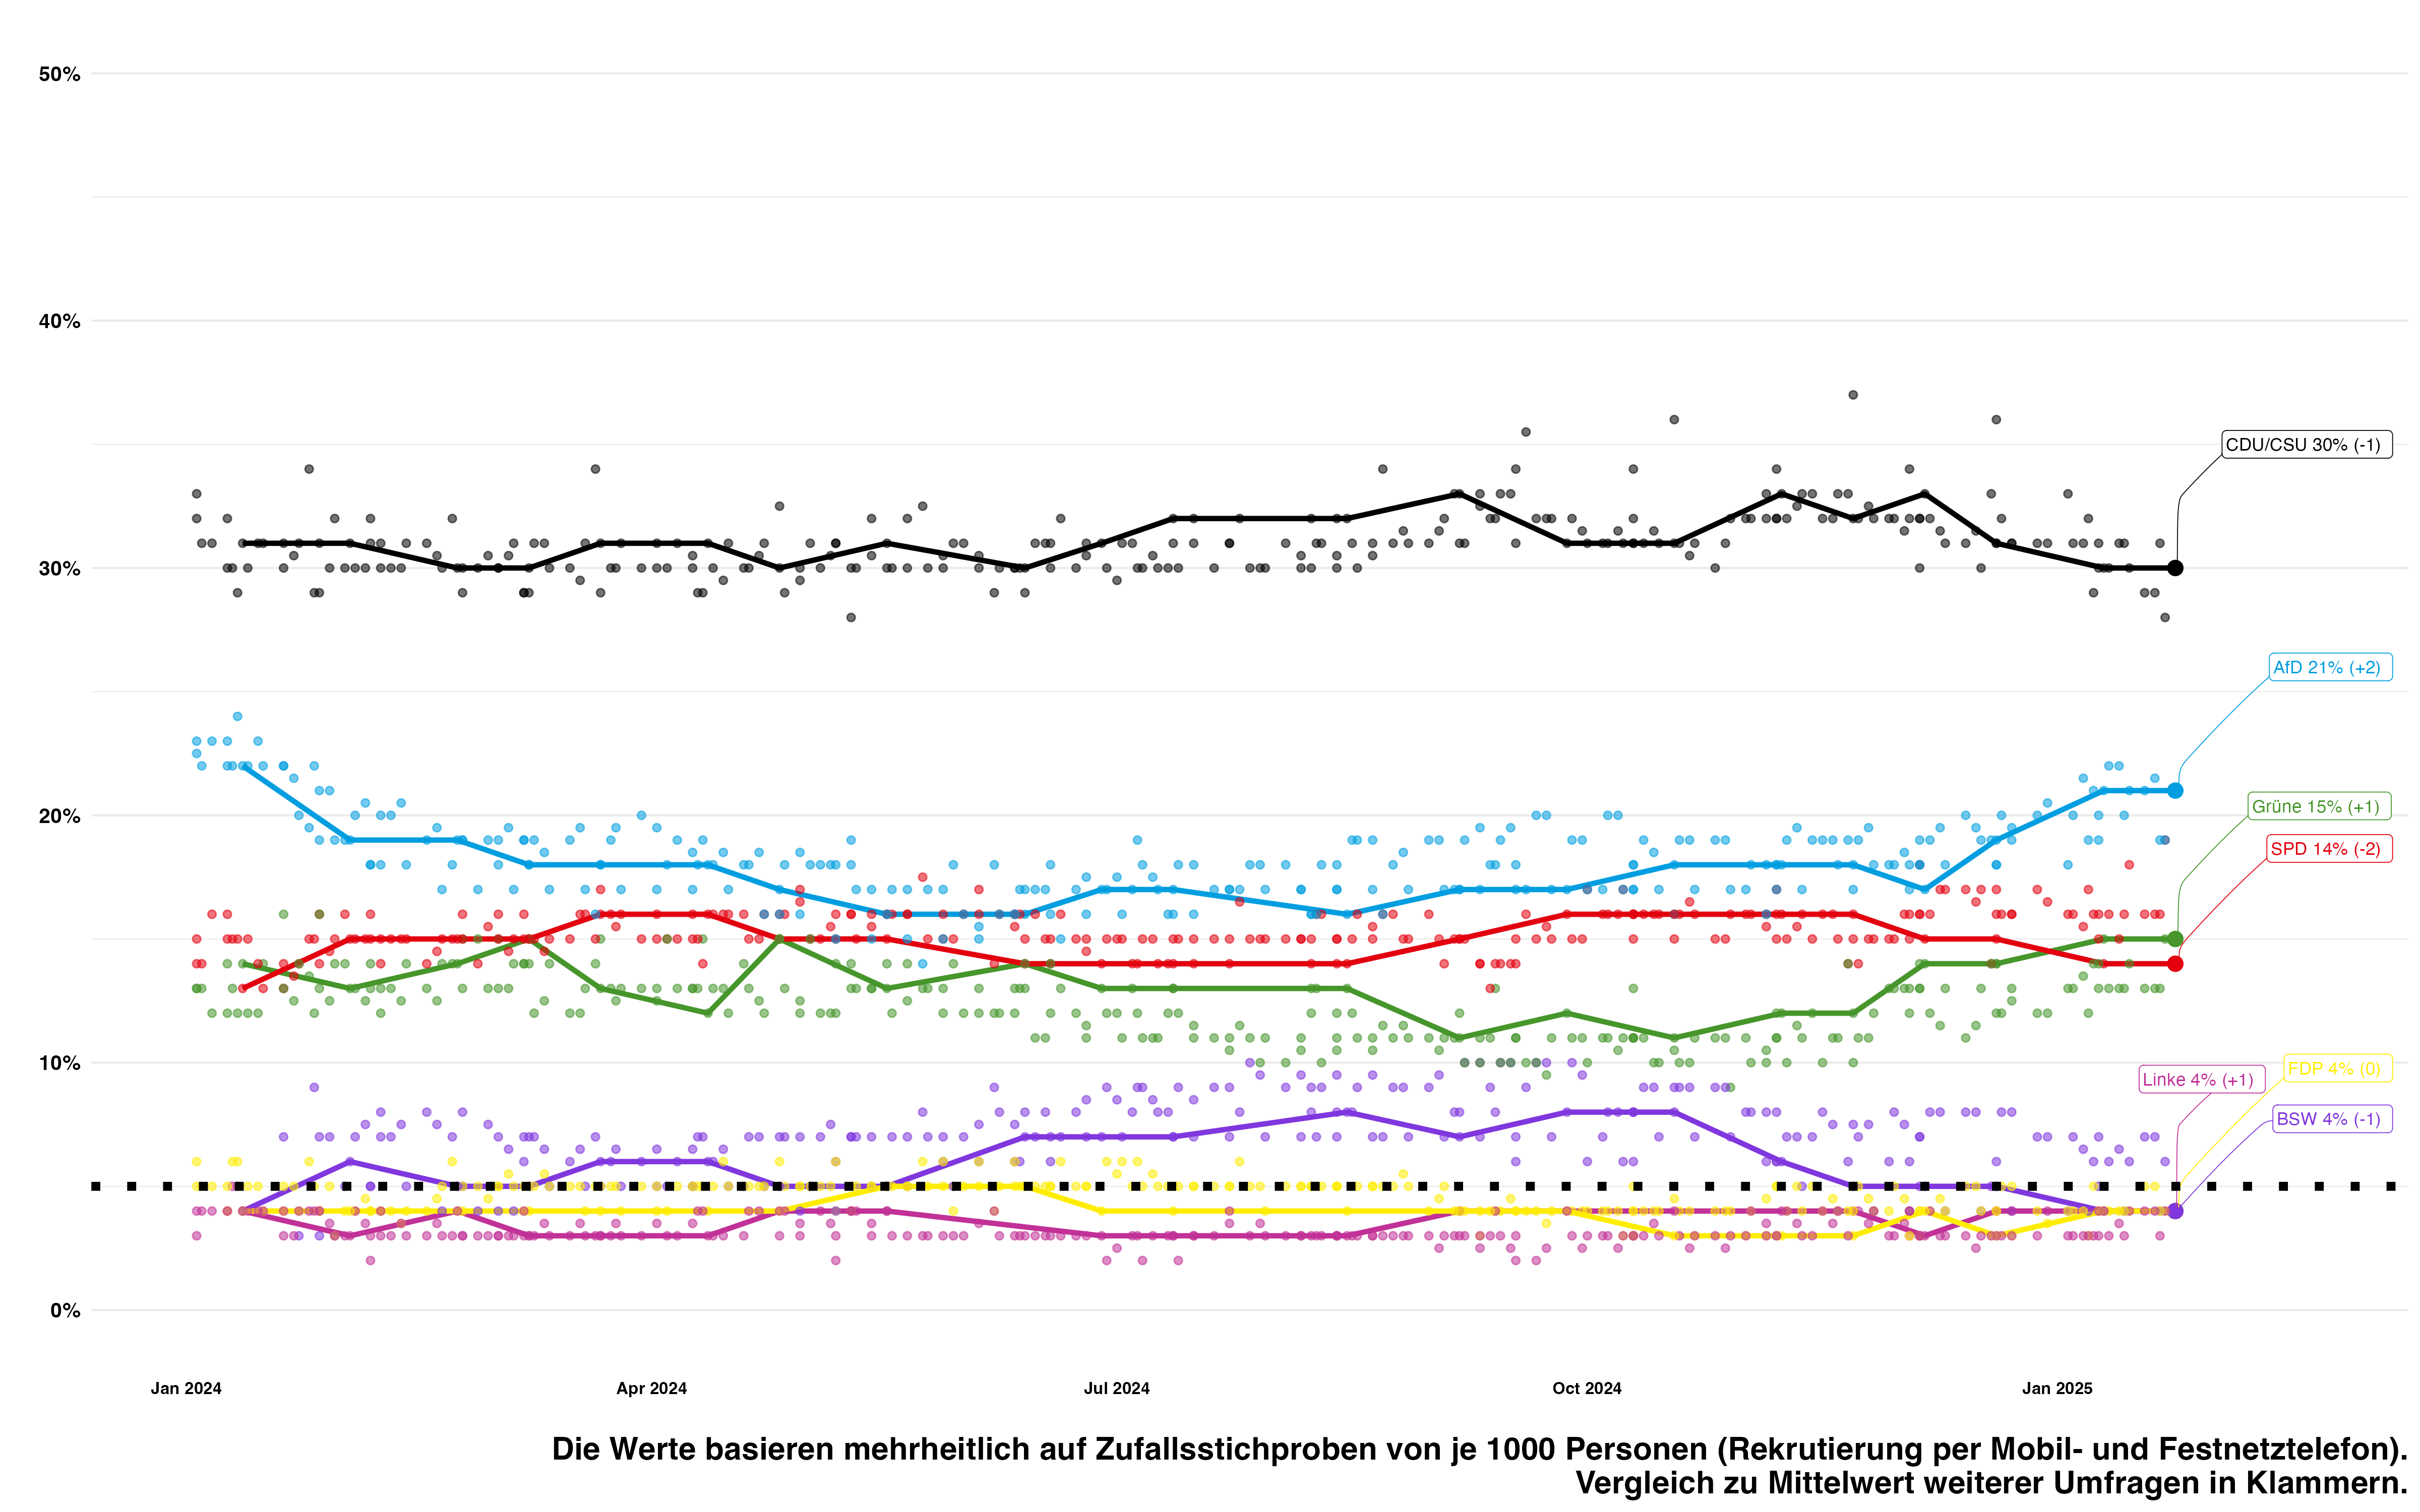 50%
40%
30%
20%
10%
0%
CDU/CSU 30% (-1)
AfD 21% (+2)
Grüne 15% (+1)
SPD 14% (-2)
FDP 4% (0)
Linke 4% (+1)
BSW 4% (-1)
Jan 2024
Apr 2024
Jul 2024
Oct 2024
Jan 2025
Die Werte basieren mehrheitlich auf Zufallsstichproben von je 1000 Personen (Rekrutierung per Mobil- und Festnetztelefon).
Vergleich zu Mittelwert weiterer Umfragen in Klammern.